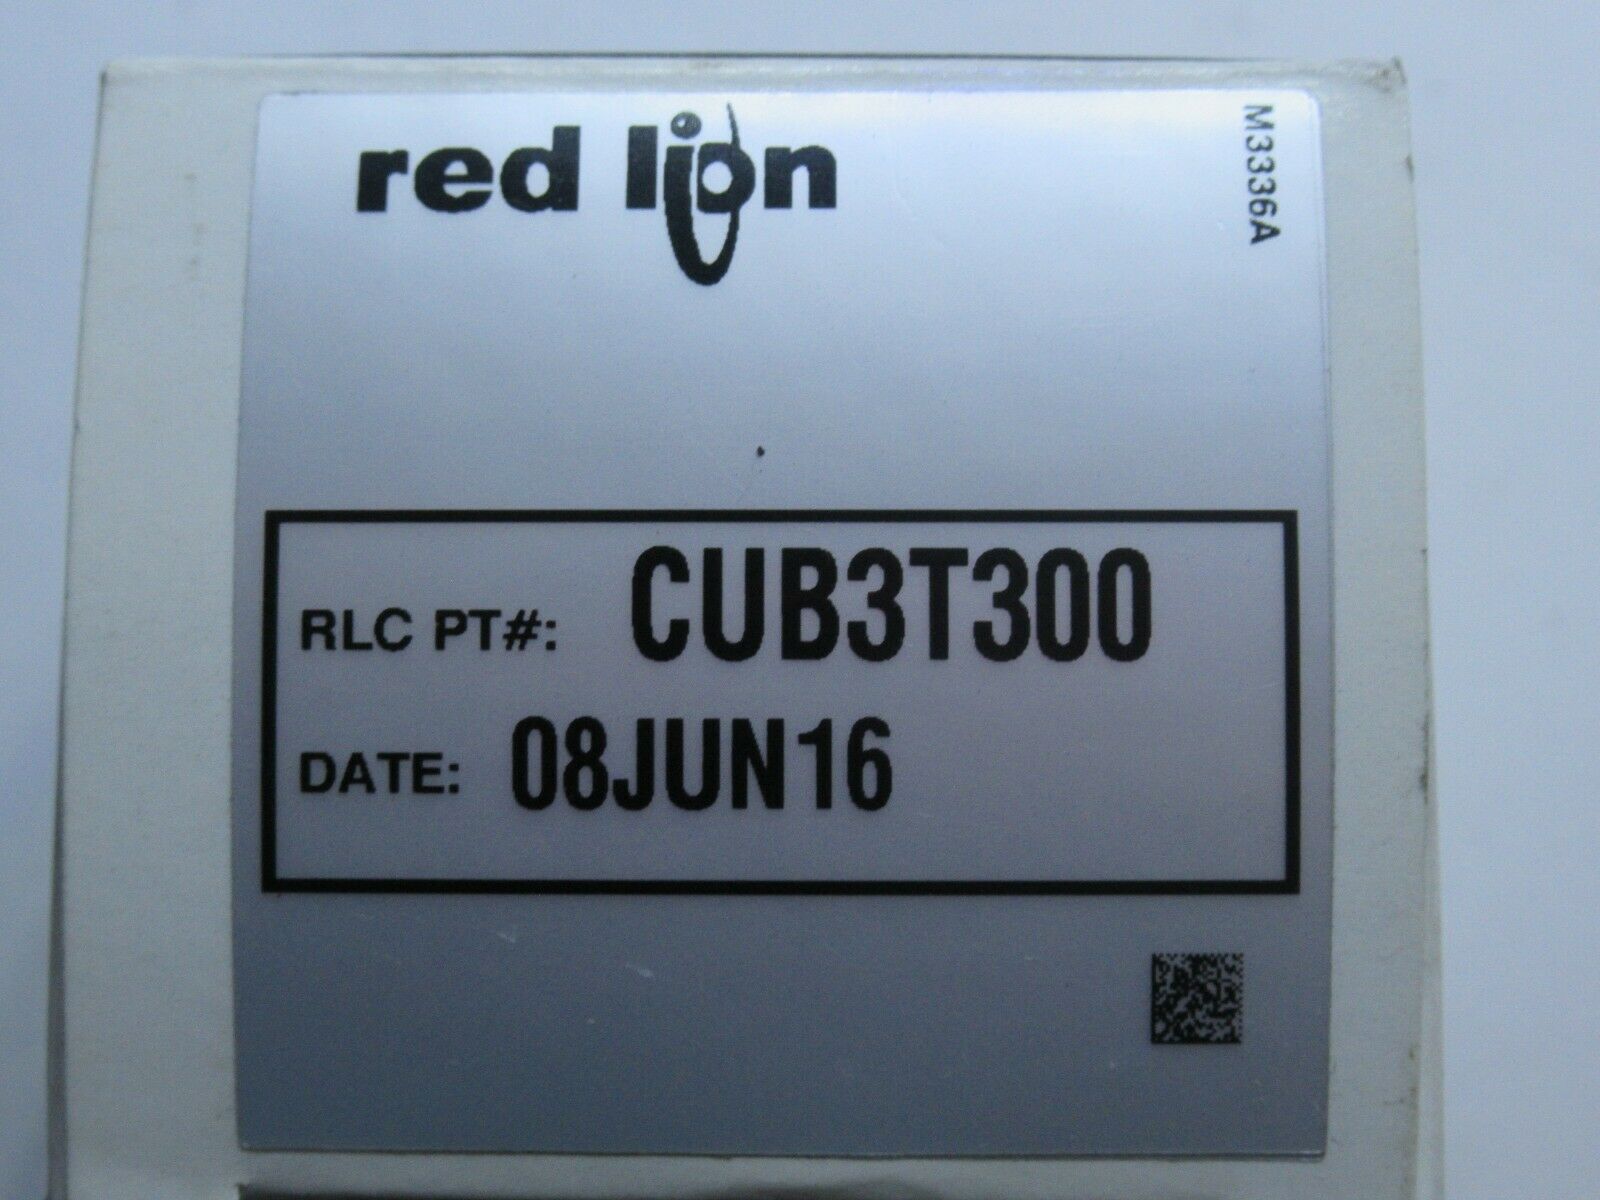 red lion
M3336A
RLC PT#: CUB3T300
DATE: 08JUN16